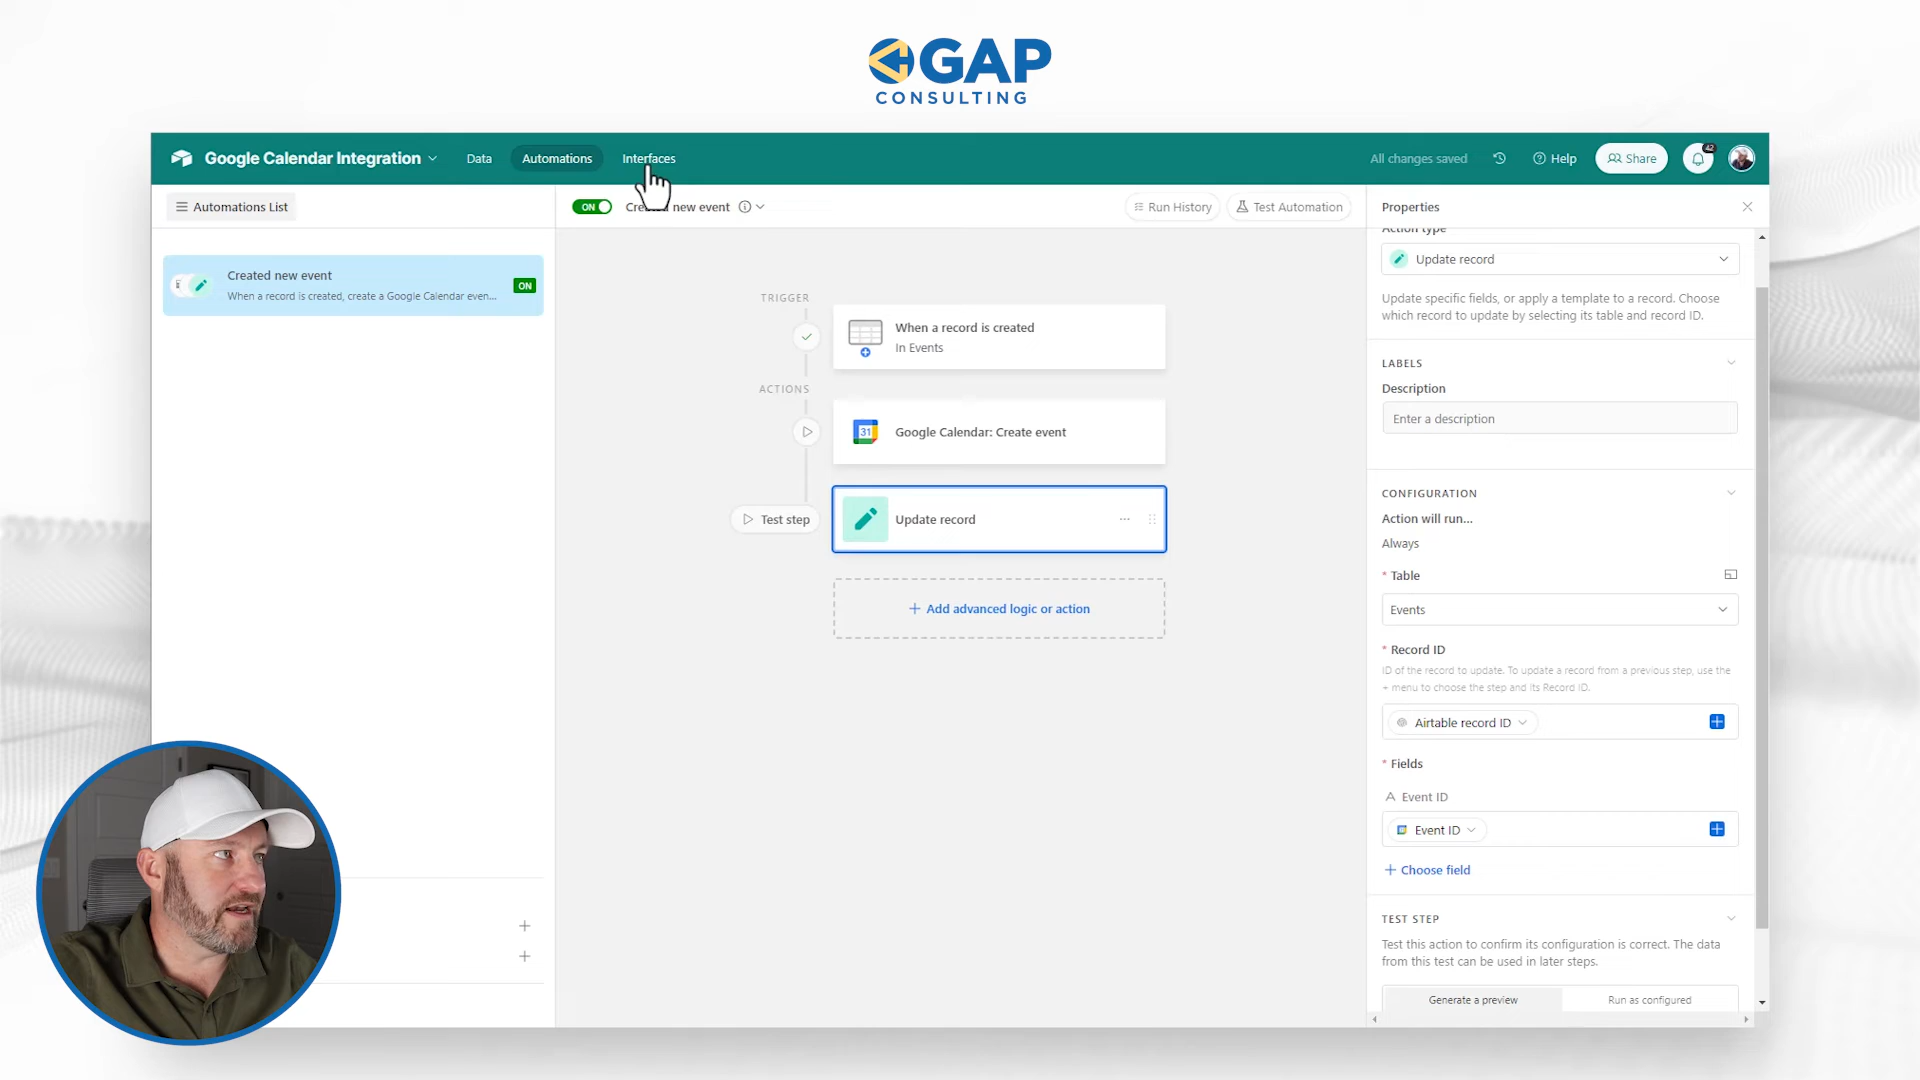 GAP
CONSULTING
Google Calendar Integration
Data
Automations
Interfaces
All changes saved
Help
Share
42
Automations List
ON
new event
Run History
Test Automation
Properties
Created new event
When a record is created, create a Google Calendar even...
ON
TRIGGER
When a record is created
In Events
ACTIONS
31
Google Calendar: Create event
Test step
Update record
Add advanced logic or action
Action type
Update record
Update specific fields, or apply a template to a record. Choose
which record to update by selecting its table and record ID.
LABELS
Description
Enter a description
CONFIGURATION
Action will run...
Always
* Table
Events
* Record ID
ID of the record to update. To update a record from a previous step, use the
+ menu to choose the step and its Record ID.
Airtable record ID
* Fields
A Event ID
Event ID
+ Choose field
TEST STEP
Test this action to confirm its configuration is correct. The data
from this test can be used in later steps.
Generate a preview
Run as configured